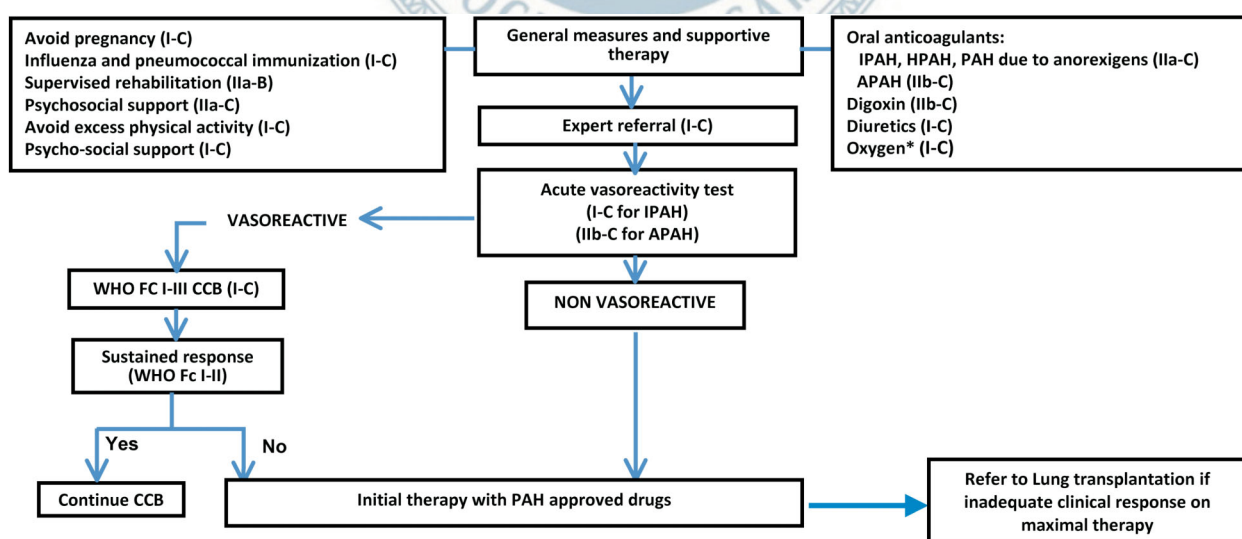 Avoid pregnancy (I-C)
Influenza and pneumococcal immunization (I-C)
Supervised rehabilitation (IIa-B)
Psychosocial support (IIa-C)
Avoid excess physical activity (I-C)
Psycho-social support (I-C)
General measures and supportive
therapy
Oral anticoagulants:
IPAH, HPAH, PAH due to anorexigens (IIa-C)
APAH (IIb-C)
Digoxin (IIb-C)
Diuretics (I-C)
Oxygen* (I-C)
Expert referral (I-C)
Acute vasoreactivity test
(I-C for IPAH)
(IIb-C for APAH)
VASOREACTIVE
WHO FC I-III CCB (I-C)
NON VASOREACTIVE
Sustained response
(WHO Fc I-II)
Yes
No
Continue CCB
Initial therapy with PAH approved drugs
Refer to Lung transplantation if
inadequate clinical response on
maximal therapy